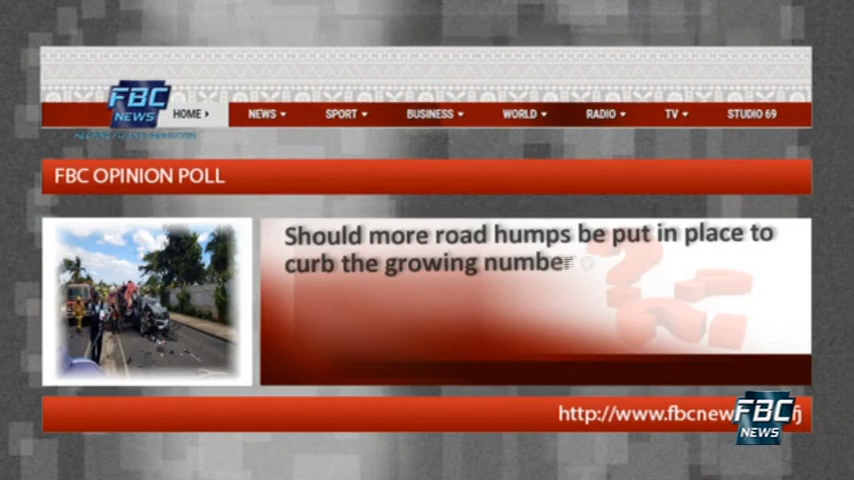 FBC
NEWS
HOME
NEWS
SPORT
BUSINESS
WORLD
RADIO
TV
STUDIO 69
FBC OPINION POLL
Should more road humps be put in place to
curb the growing number
http://www.fbcnew
fj
FBC
NEWS